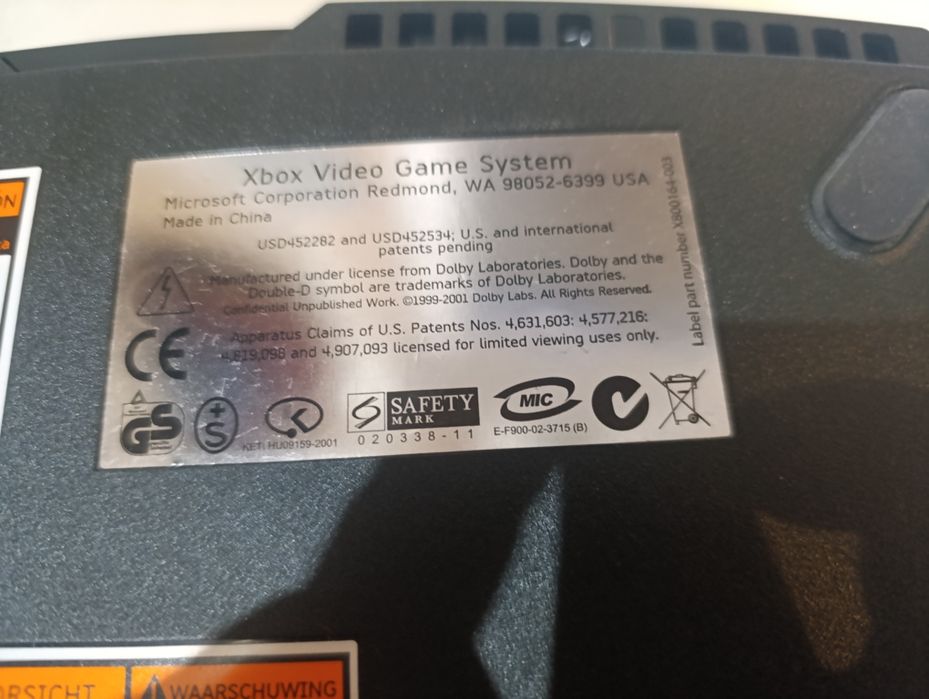 Xbox Video Game System
Microsoft Corporation Redmond, WA 98052-6399 USA
Made in China
USD452282 and USD452534; U.S. and international
patents pending
Manufactured under license from Dolby Laboratories. Dolby and the
Double-D symbol are trademarks of Dolby Laboratories.
Confidential Unpublished Work. ©1999-2001 Dolby Labs. All Rights Reserved.
Apparatus Claims of U.S. Patents Nos. 4,631,603: 4,577,216:
4,819,098 and 4,907,093 licensed for limited viewing uses only.
Label part number X800164-003
CE
GS
+S
K
KETI HU09159-2001
S SAFETY
MARK
020338-11
MIC
E-F900-02-3715 (B)
ON
ORSICHT
WAARSCHUWING